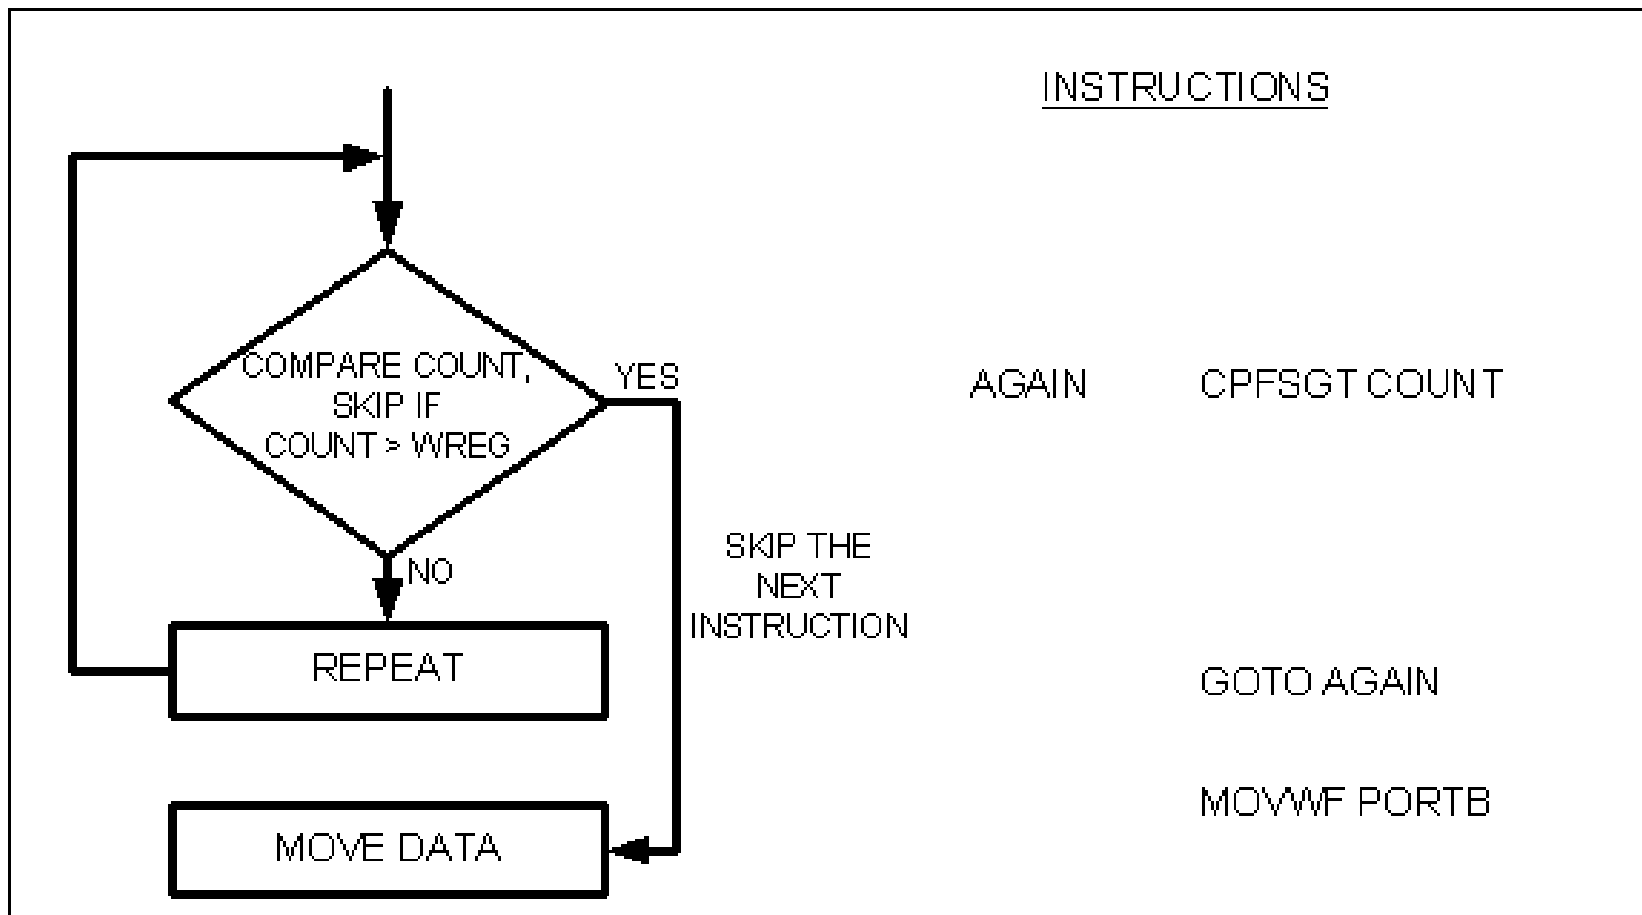 INSTRUCTIONS
COMPARE COUNT,
SKIP IF
COUNT > WREG
YES
NO
SKIP THE
NEXT
INSTRUCTION
REPEAT
MOVE DATA
AGAIN CPFSGT COUNT
GOTO AGAIN
MOVWF PORTB